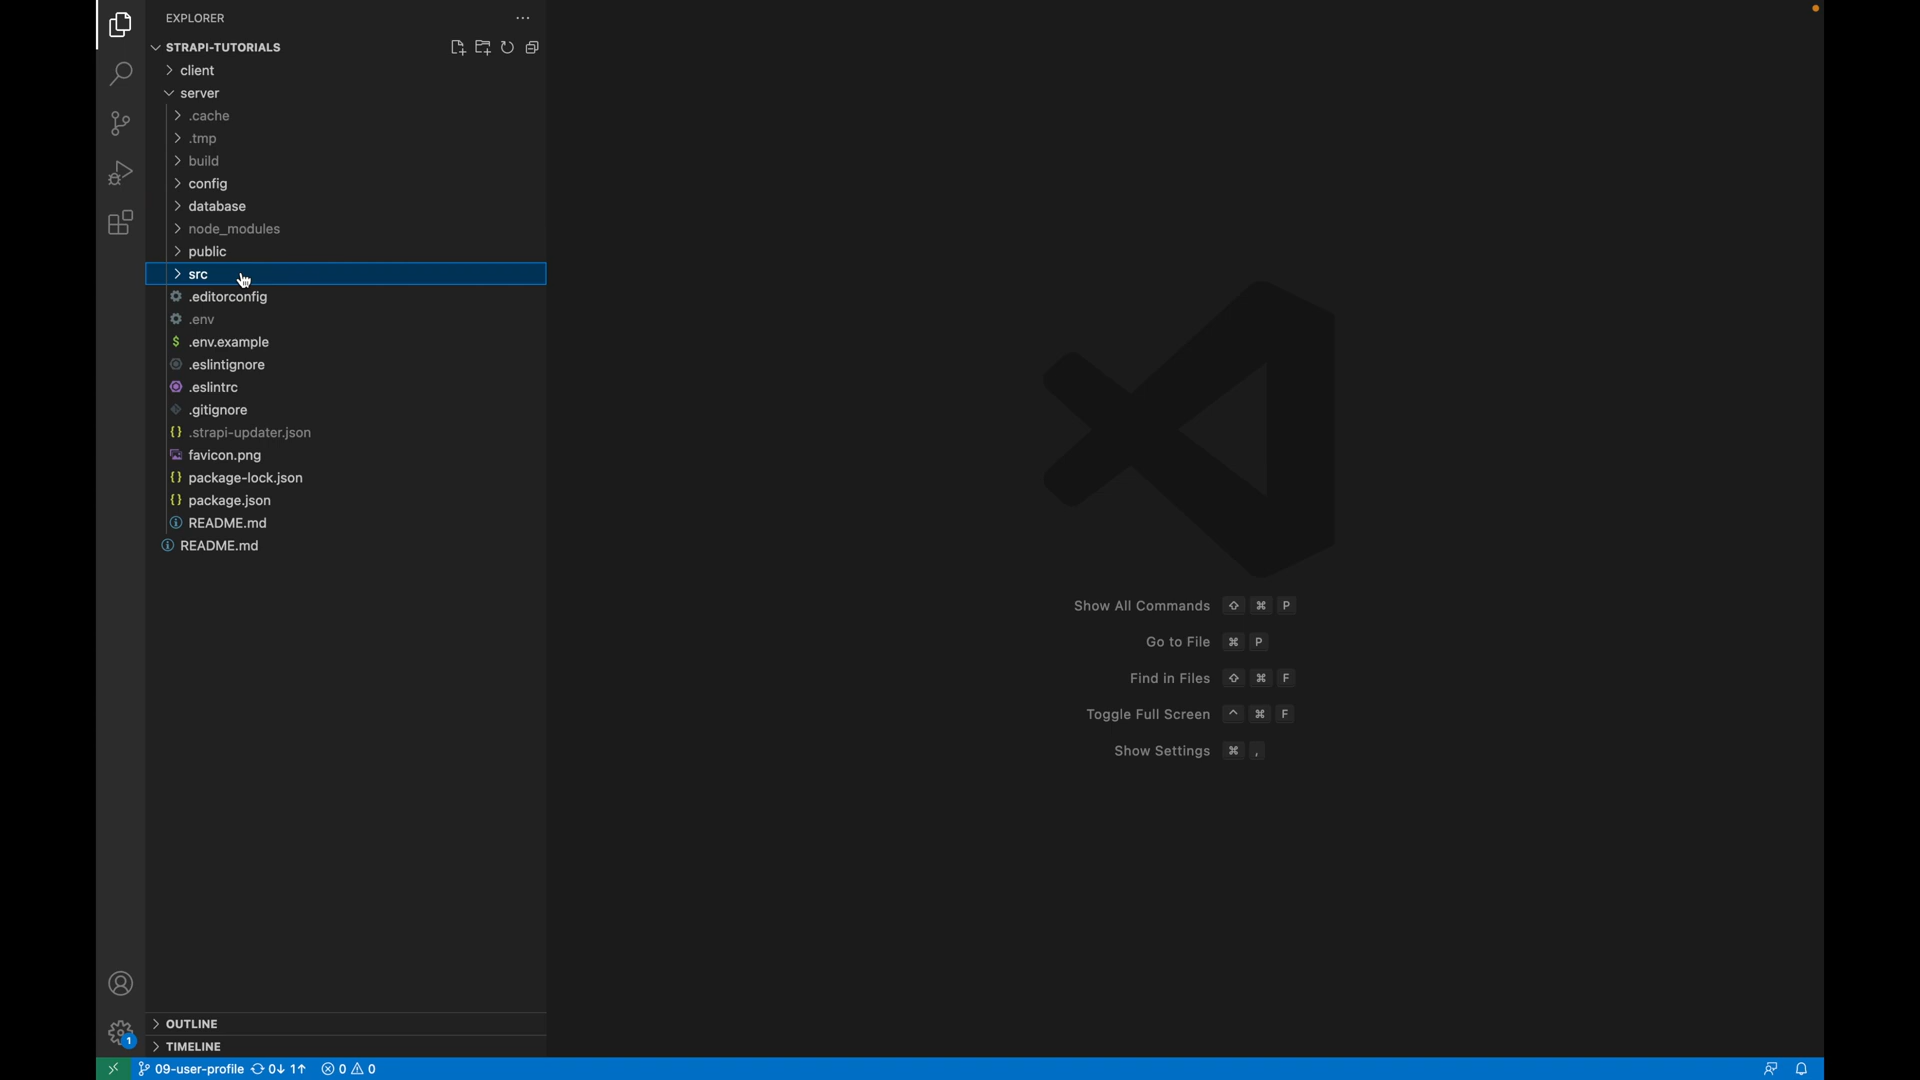 EXPLORER
STRAPI-TUTORIALS
client
server
.cache
.tmp
build
config
database
node_modules
public
src
.editorconfig
.env
$ .env.example
.eslintignore
.eslintrc
.gitignore
{} .strapi-updater.json
favicon.png
{} package-lock.json
{} package.json
README.md
README.md
Show All Commands ⇧ ⌘ P
Go to File ⌘ P
Find in Files ⇧ ⌘ F
Toggle Full Screen ^ ⌘ F
Show Settings ⌘ ,
OUTLINE
1
TIMELINE
09-user-profile 0↓ 1↑ 0 0